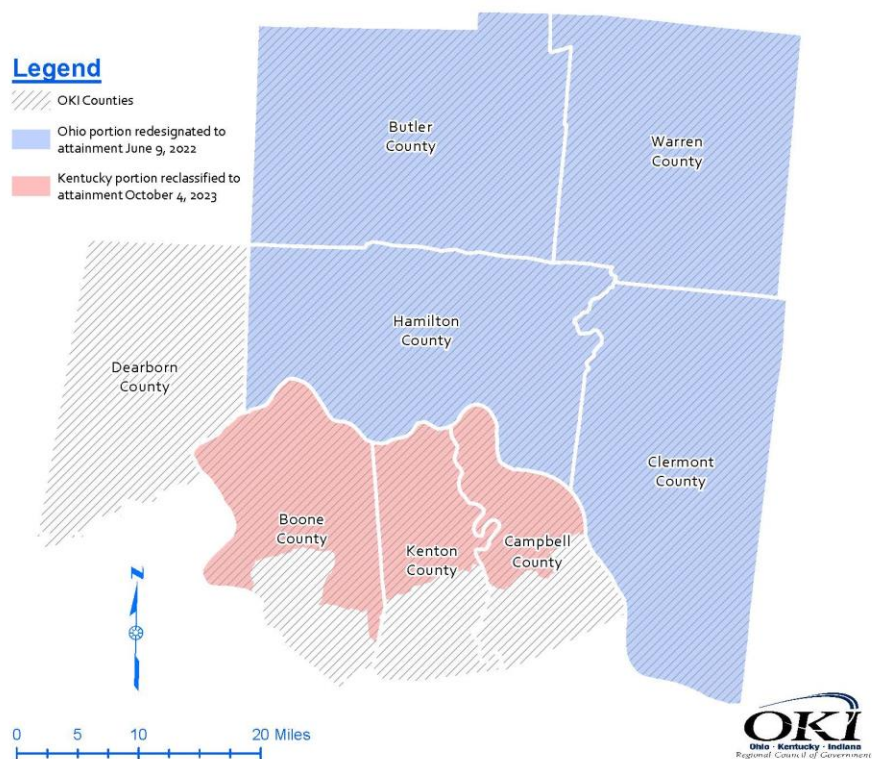 Legend
OKI Counties
Ohio portion redesignated to
attainment June 9, 2022
Kentucky portion reclassified to
attainment October 4, 2023
Butler
County
Warren
County
Hamilton
County
Dearborn
County
Clermont
County
Boone
County
Kenton
County
Campbell
County
N
0 5 10 20 Miles
OKI
Ohio · Kentucky · Indiana
Regional Council of Governments